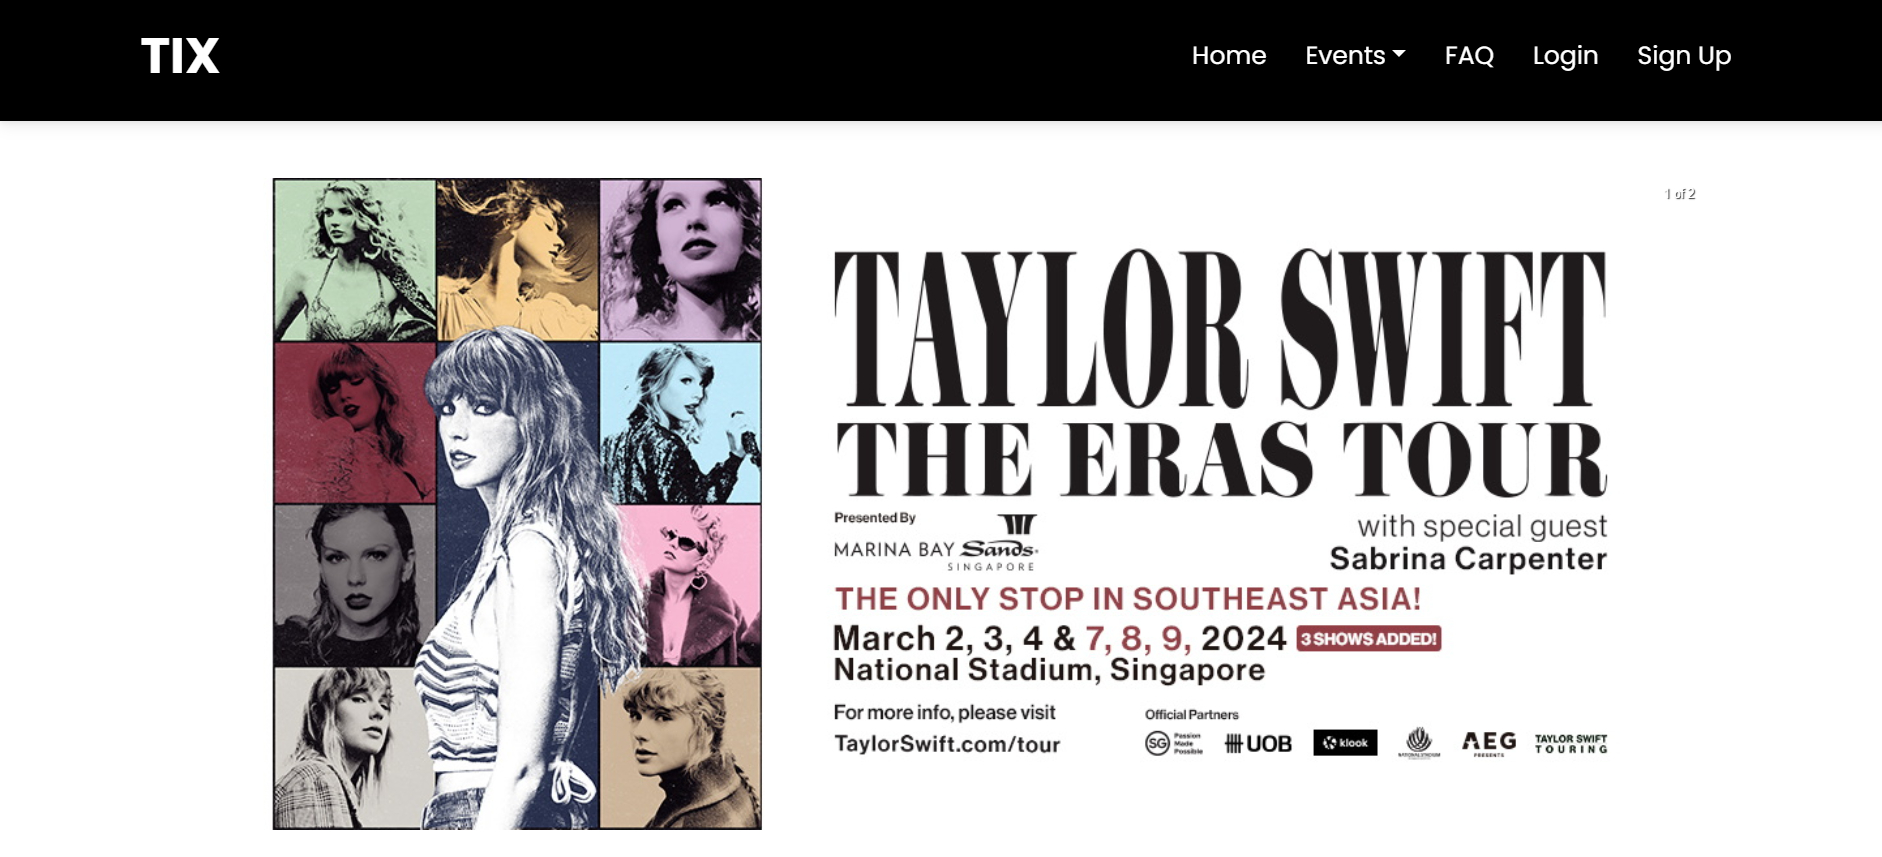 TIX
Home Events FAQ Login Sign Up
1 of 2
TAYLOR SWIFT
THE ERAS TOUR
Presented By
MARINA BAY Sands
SINGAPORE
with special guest
Sabrina Carpenter
THE ONLY STOP IN SOUTHEAST ASIA!
March 2, 3, 4 & 7, 8, 9, 2024 3 SHOWS ADDED!
National Stadium, Singapore
For more info, please visit
TaylorSwift.com/tour
Official Partners
SG Passion Made Possible
UOB
klook
NATIONAL STADIUM
AEG
PRESENTS
TAYLOR SWIFT
TOURING